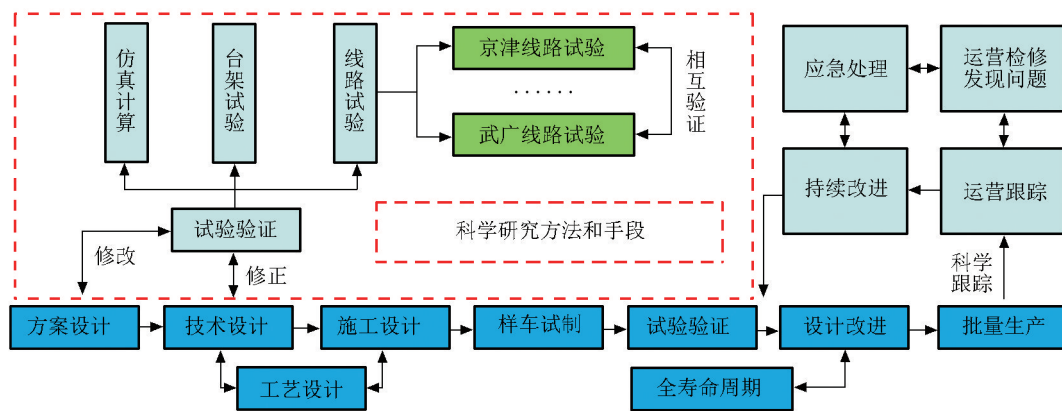 仿真计算
台架试验
线路试验
京津线路试验
......
武广线路试验
相互验证
应急处理
运营检修
发现问题
持续改进
运营跟踪
试验验证
科学研究方法和手段
修改
修正
科学
跟踪
方案设计
技术设计
施工设计
样车试制
试验验证
设计改进
批量生产
工艺设计
全寿命周期